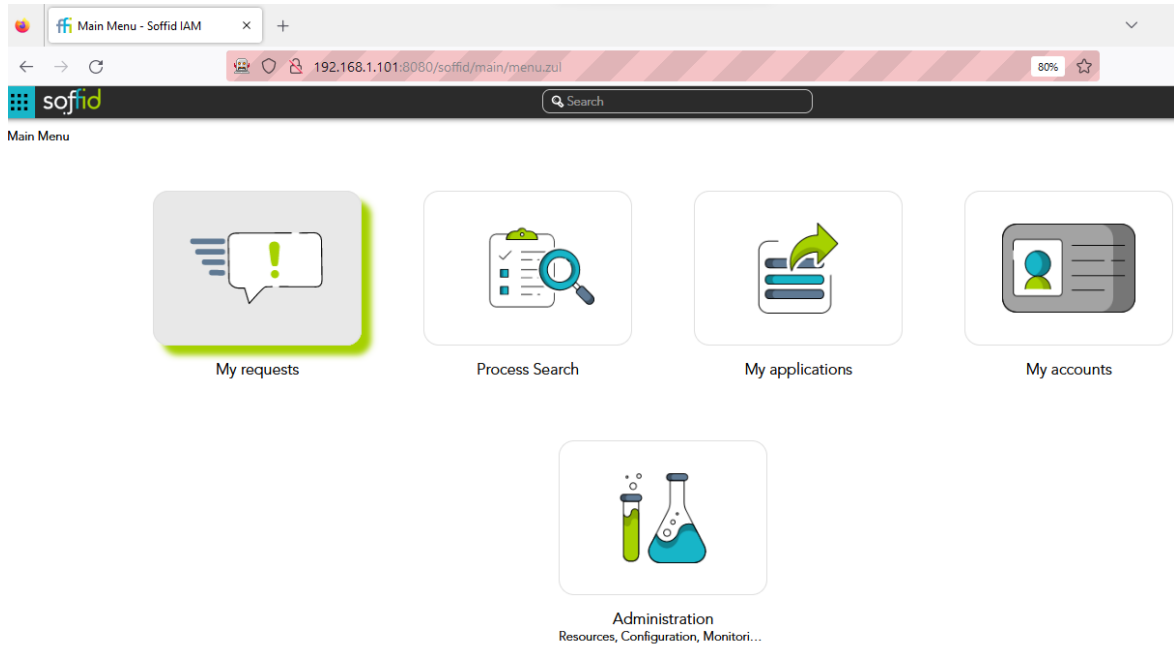 Main Menu - Soffid IAM
192.168.1.101:8080/soffid/main/menu.zul
80%
soffid
Search
Main Menu
!
My requests
Process Search
My applications
My accounts
Administration
Resources, Configuration, Monitori...